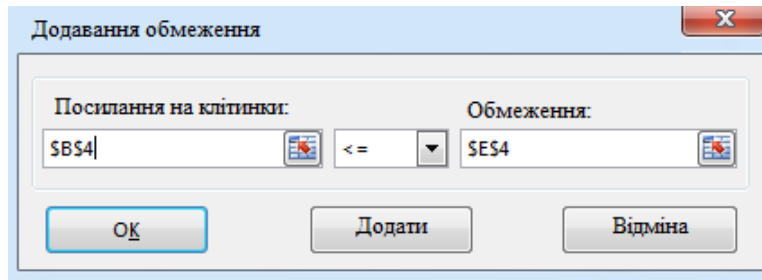 Додавання обмеження
x
Посилання на клітинки: Обмеження:
$B$4 <= $E$4
OK Додати Відміна